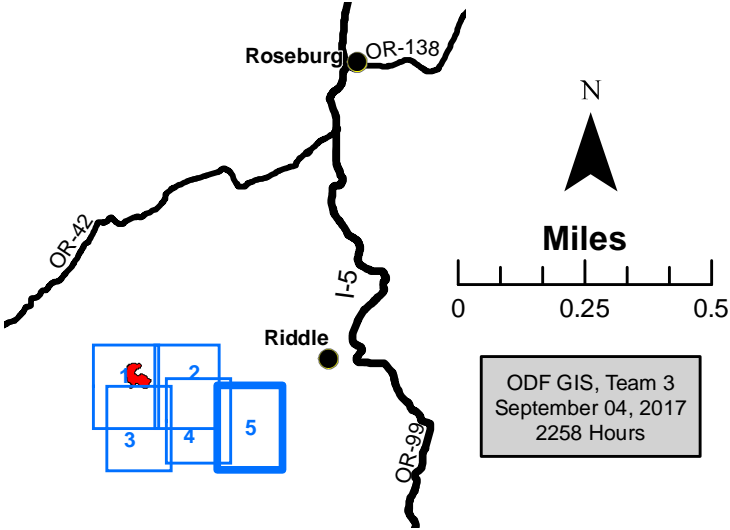 Roseburg
OR-138
N
OR-42
Miles
I-5
0 0.25 0.5
Riddle
1 2
3 4 5
OR-99
ODF GIS, Team 3
September 04, 2017
2258 Hours